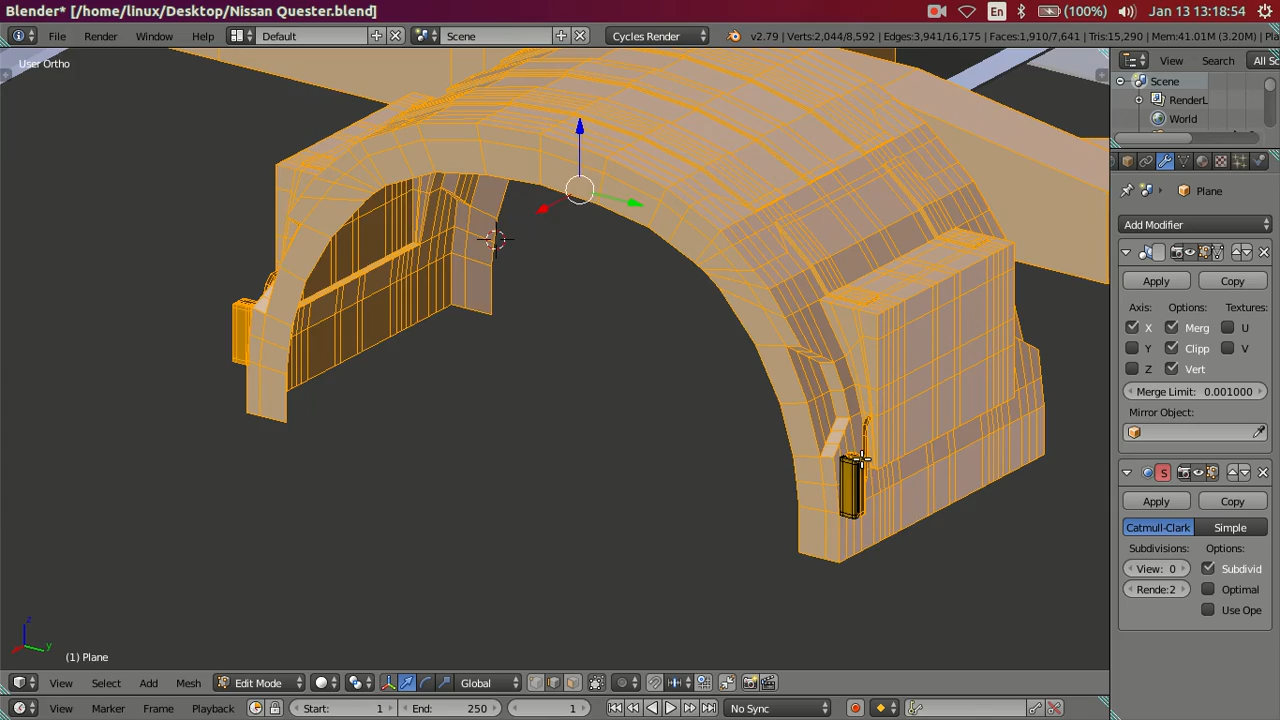 Blender* [/home/linux/Desktop/Nissan Quester.blend]
En (100%) Jan 13 13:18:54
File Render Window Help Default Scene Cycles Render v2.79 | Verts:2,044/8,592 | Edges:3,941/16,175 | Faces:1,910/7,641 | Tris:15,290 | Mem:41.01M (3.20M) | Pla
User Ortho
View Search All Sc
Scene
RenderL
World
Plane
Add Modifier
Apply Copy
Axis: Options: Textures:
X Merg U
Y Clipp V
Z Vert
Merge Limit: 0.001000
Mirror Object:
S
Apply Copy
Catmull-Clark Simple
Subdivisions: Options:
View: 0 Subdivid
Rende:2 Optimal
Use Ope
z
y
(1) Plane
View Select Add Mesh Edit Mode Global
View Marker Frame Playback Start: 1 End: 250 1 No Sync